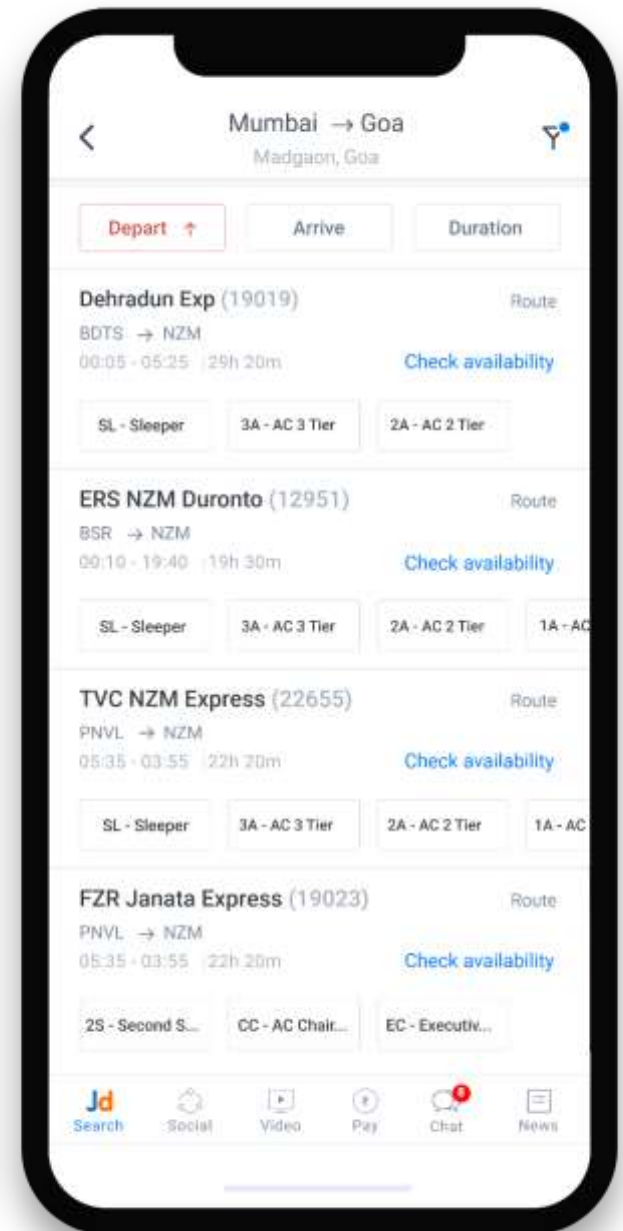 Mumbai → Goa
Madgaon, Goa
Depart ↑ Arrive Duration
Dehradun Exp (19019) Route
BDTS → NZM
00:05 - 05:25 29h 20m Check availability
SL - Sleeper 3A - AC 3 Tier 2A - AC 2 Tier
ERS NZM Duronto (12951) Route
BSR → NZM
00:10 - 19:40 19h 30m Check availability
SL - Sleeper 3A - AC 3 Tier 2A - AC 2 Tier 1A - AC
TVC NZM Express (22655) Route
PNVL → NZM
05:35 - 03:55 22h 20m Check availability
SL - Sleeper 3A - AC 3 Tier 2A - AC 2 Tier 1A - AC
FZR Janata Express (19023) Route
PNVL → NZM
05:35 - 03:55 22h 20m Check availability
2S - Second S... CC - AC Chair... EC - Executiv...
Jd
Search Social Video Pay Chat News